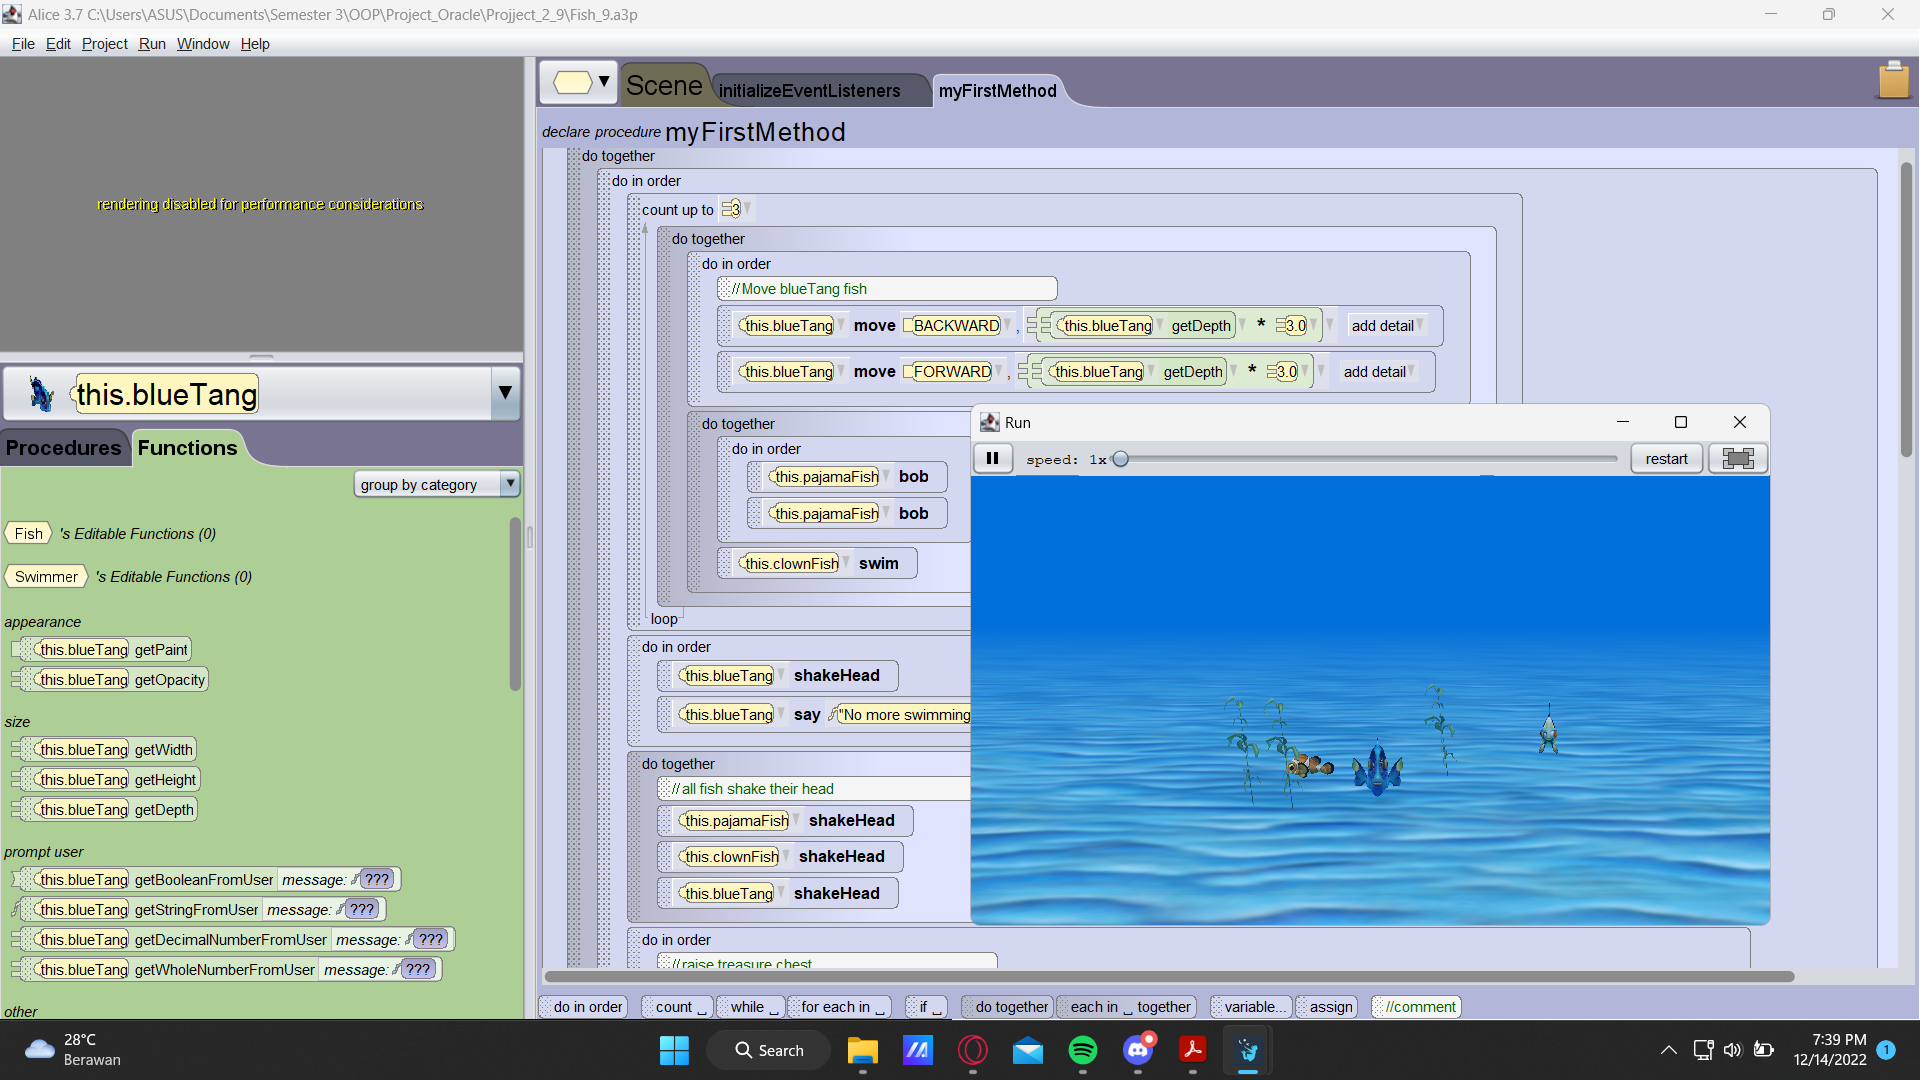 Alice 3.7 C:\Users\ASUS\Documents\Semester 3\OOP\Project_Oracle\Projject_2_9\Fish_9.a3p
File Edit Project Run Window Help
rendering disabled for performance considerations
this.blueTang
Procedures Functions
group by category
Fish 's Editable Functions (0)
Swimmer 's Editable Functions (0)
appearance
this.blueTang getPaint
this.blueTang getOpacity
size
this.blueTang getWidth
this.blueTang getHeight
this.blueTang getDepth
prompt user
this.blueTang getBooleanFromUser message: ???
this.blueTang getStringFromUser message: ???
this.blueTang getDecimalNumberFromUser message: ???
this.blueTang getWholeNumberFromUser message: ???
other
Scene initializeEventListeners myFirstMethod
declare procedure myFirstMethod
do together
do in order
count up to 3
do together
do in order
//Move blueTang fish
this.blueTang move BACKWARD , this.blueTang getDepth * 3.0 add detail
this.blueTang move FORWARD , this.blueTang getDepth * 3.0 add detail
do together
do in order
this.pajamaFish bob
this.pajamaFish bob
this.clownFish swim
loop
do in order
this.blueTang shakeHead
this.blueTang say "No more swimming
do together
//all fish shake their head
this.pajamaFish shakeHead
this.clownFish shakeHead
this.blueTang shakeHead
do in order
//raise treasure chest
Run
speed: 1x restart
do in order count _ while _ for each in _ if _ do together each in _ together variable... assign //comment
28°C
Berawan
Search
7:39 PM
12/14/2022 1